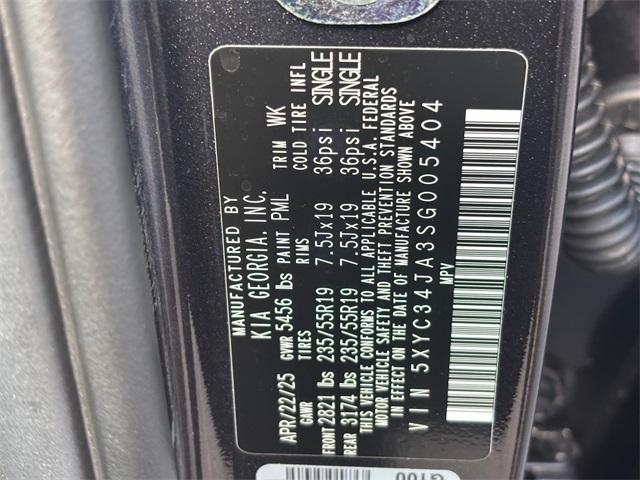 MANUFACTURED BY
KIA GEORGIA, INC.
APR/22/25 GVWR 5456 lbs PAINT PML TRIM WK
GAWR TIRES RIMS COLD TIRE INFL
FRONT 2821 lbs 235/55R19 7.5Jx19 36psi SINGLE
REAR 3174 lbs 235/55R19 7.5Jx19 36psi SINGLE
THIS VEHICLE CONFORMS TO ALL APPLICABLE U.S.A. FEDERAL
MOTOR VEHICLE SAFETY AND THEFT PREVENTION STANDARDS
IN EFFECT ON THE DATE OF MANUFACTURE SHOWN ABOVE
VIN 5XYC34JA3SG005404
MPV